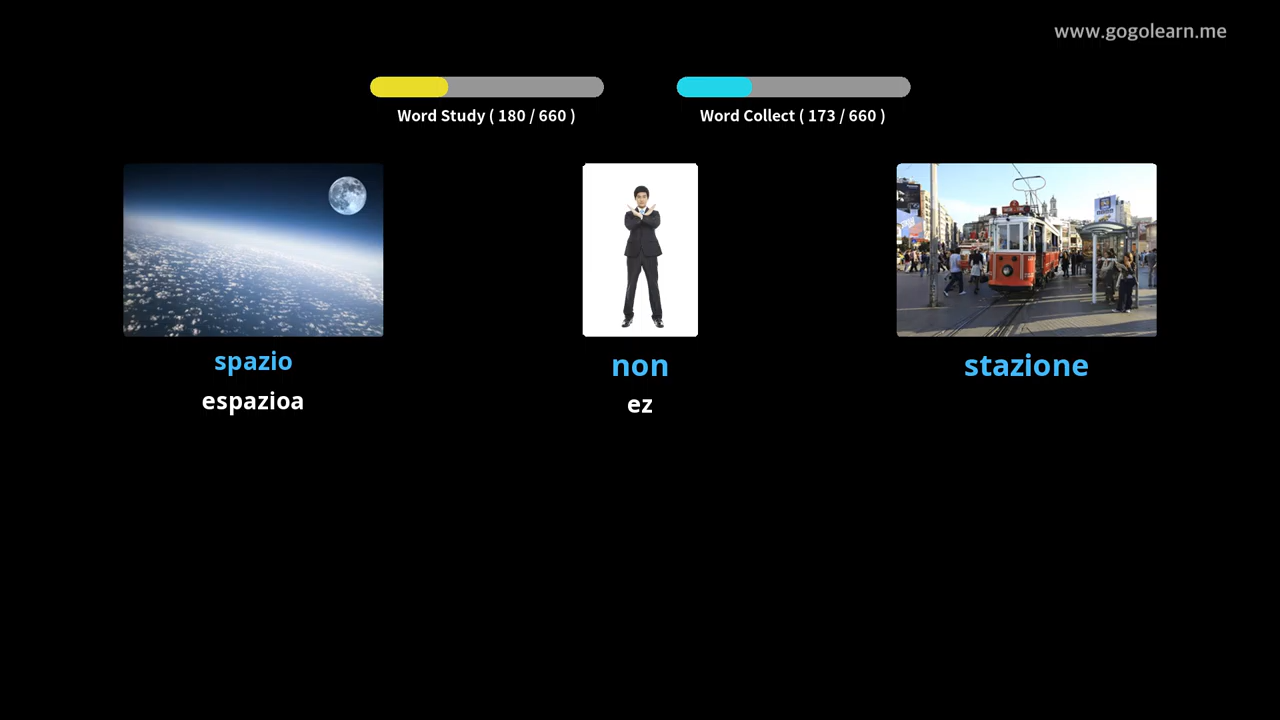 www.gogolearn.me
Word Study ( 180 / 660 )
Word Collect ( 173 / 660 )
spazio
non
stazione
espazioa
ez